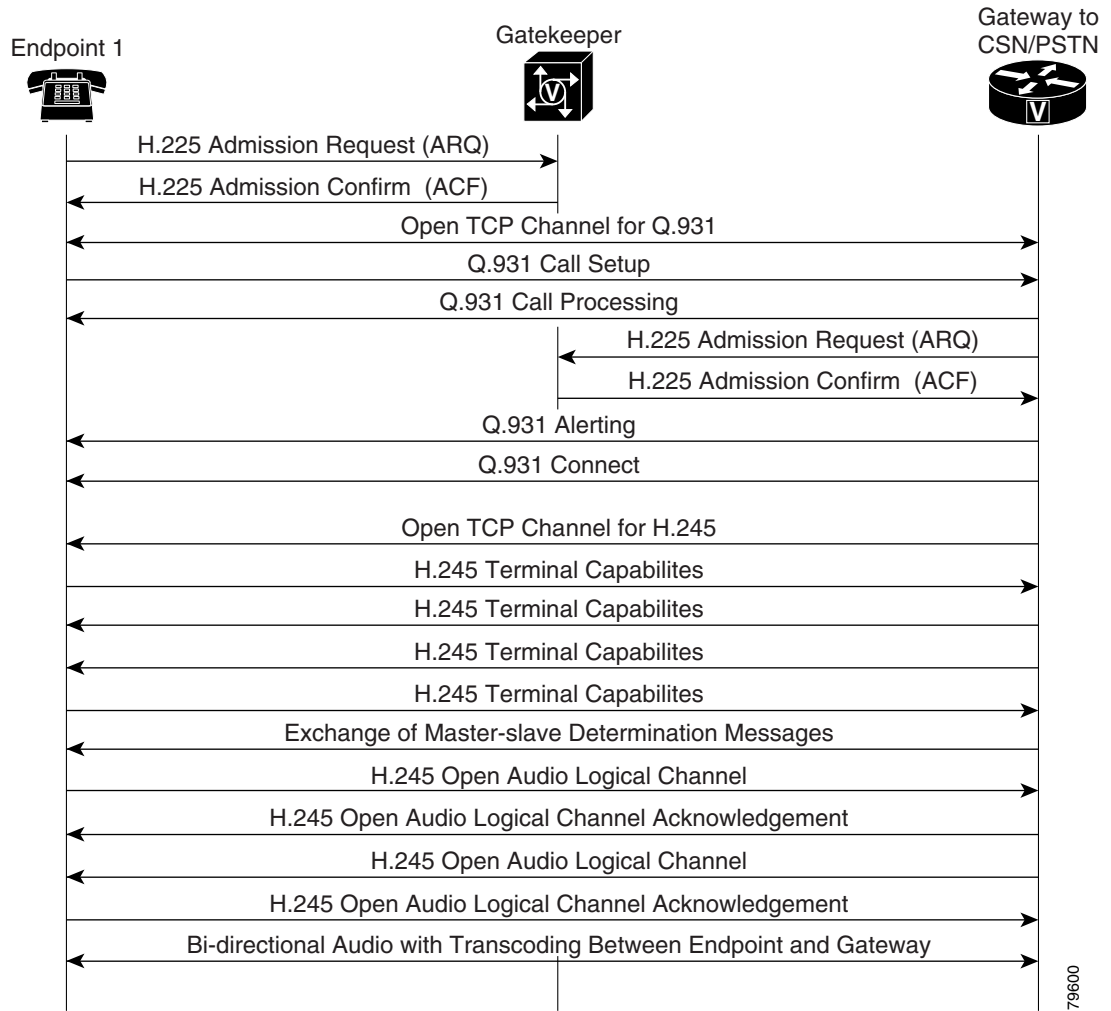 Endpoint 1
Gatekeeper
Gateway to
CSN/PSTN
V
V
H.225 Admission Request (ARQ)
H.225 Admission Confirm (ACF)
Open TCP Channel for Q.931
Q.931 Call Setup
Q.931 Call Processing
H.225 Admission Request (ARQ)
H.225 Admission Confirm (ACF)
Q.931 Alerting
Q.931 Connect
Open TCP Channel for H.245
H.245 Terminal Capabilites
H.245 Terminal Capabilites
H.245 Terminal Capabilites
H.245 Terminal Capabilites
Exchange of Master-slave Determination Messages
H.245 Open Audio Logical Channel
H.245 Open Audio Logical Channel Acknowledgement
H.245 Open Audio Logical Channel
H.245 Open Audio Logical Channel Acknowledgement
Bi-directional Audio with Transcoding Between Endpoint and Gateway
79600